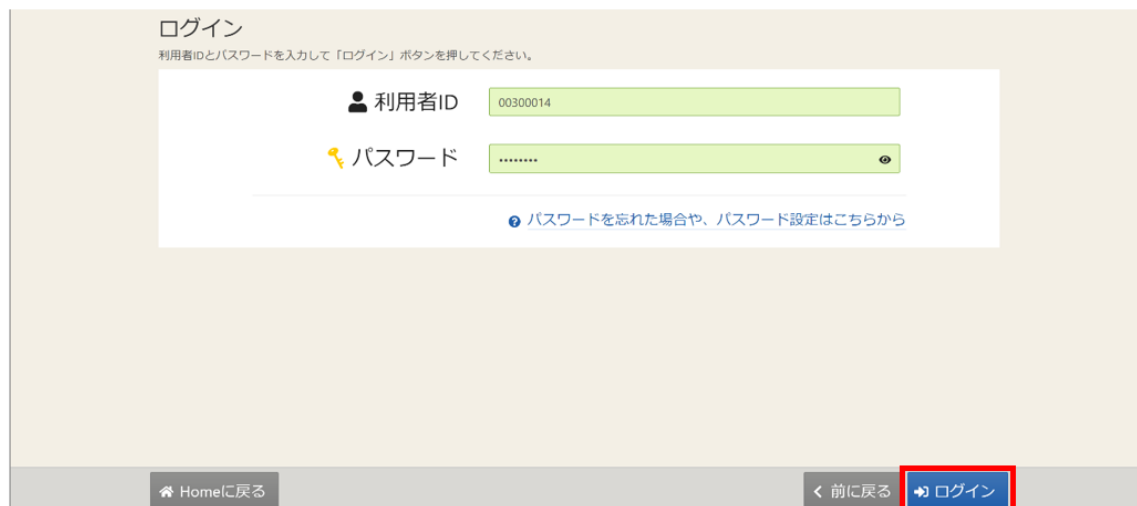 ログイン
利用者IDとパスワードを入力して「ログイン」ボタンを押してください。
利用者ID 00300014
パスワード ••••••••
パスワードを忘れた場合や、パスワード設定はこちらから
Homeに戻る 前に戻る ログイン